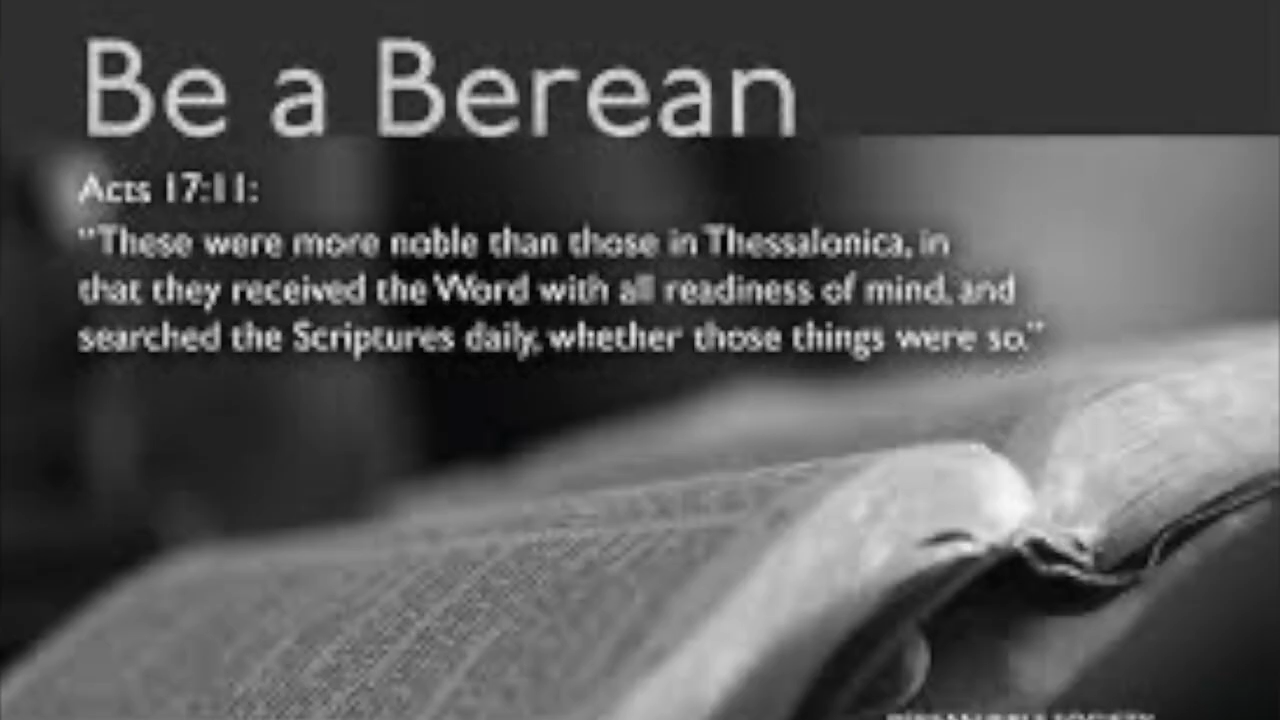 Be a Berean
Acts 17:11:
“These were more noble than those in Thessalonica, in
that they received the Word with all readiness of mind, and
searched the Scriptures daily, whether those things were so.”